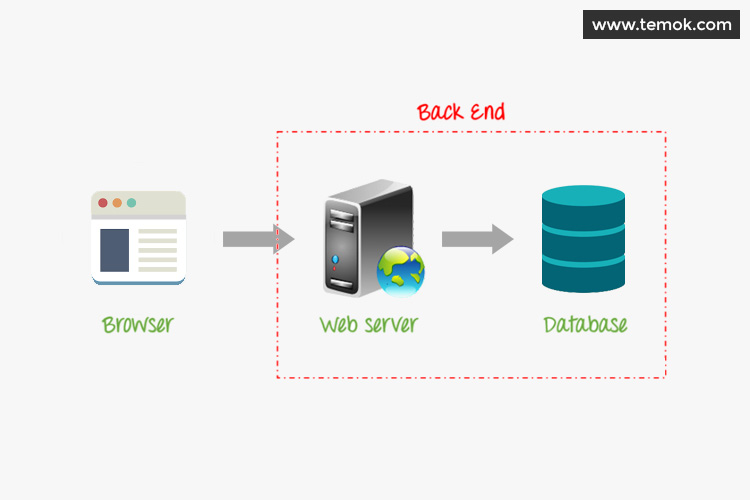 www.temok.com
Back End
Browser
Web server
Database